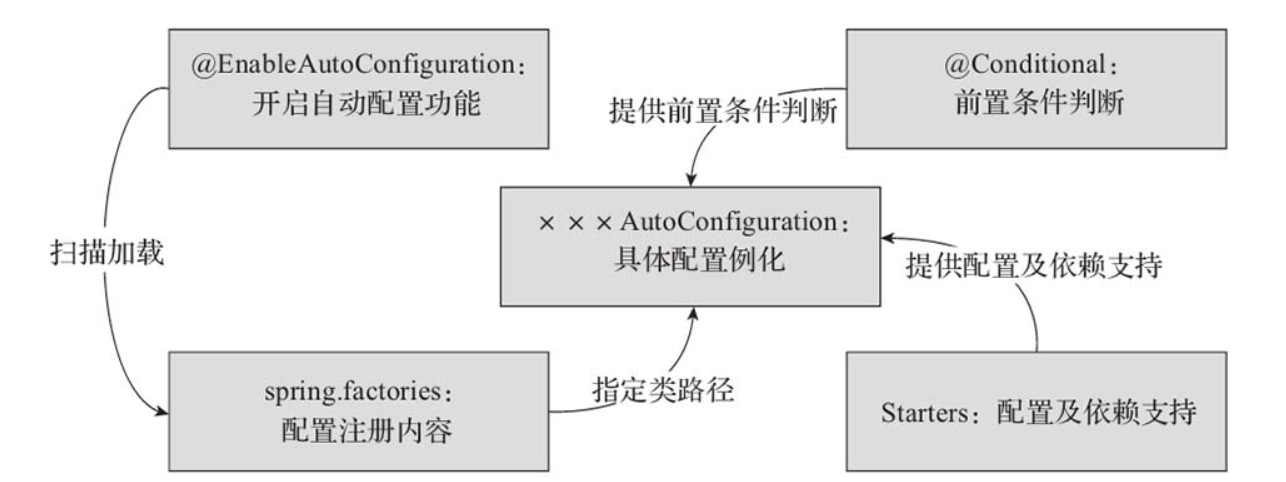 @EnableAutoConfiguration：
开启自动配置功能
@Conditional：
前置条件判断
提供前置条件判断
×××AutoConfiguration：
具体配置例化
扫描加载
提供配置及依赖支持
spring.factories：
配置注册内容
指定类路径
Starters：配置及依赖支持